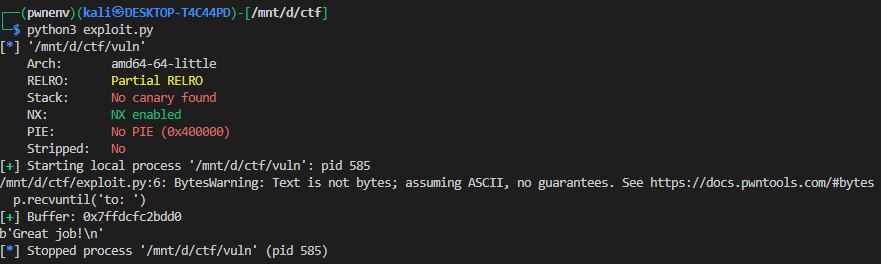 ┌──(pwnenv)(kali㉿DESKTOP-T4C44PD)-[/mnt/d/ctf]
└─$ python3 exploit.py
[*] '/mnt/d/ctf/vuln'
    Arch:       amd64-64-little
    RELRO:      Partial RELRO
    Stack:      No canary found
    NX:         NX enabled
    PIE:        No PIE (0x400000)
    Stripped:   No
[+] Starting local process '/mnt/d/ctf/vuln': pid 585
/mnt/d/ctf/exploit.py:6: BytesWarning: Text is not bytes; assuming ASCII, no guarantees. See https://docs.pwntools.com/#bytes
  p.recvuntil('to: ')
[+] Buffer: 0x7ffdcfc2bdd0
b'Great job!\n'
[*] Stopped process '/mnt/d/ctf/vuln' (pid 585)